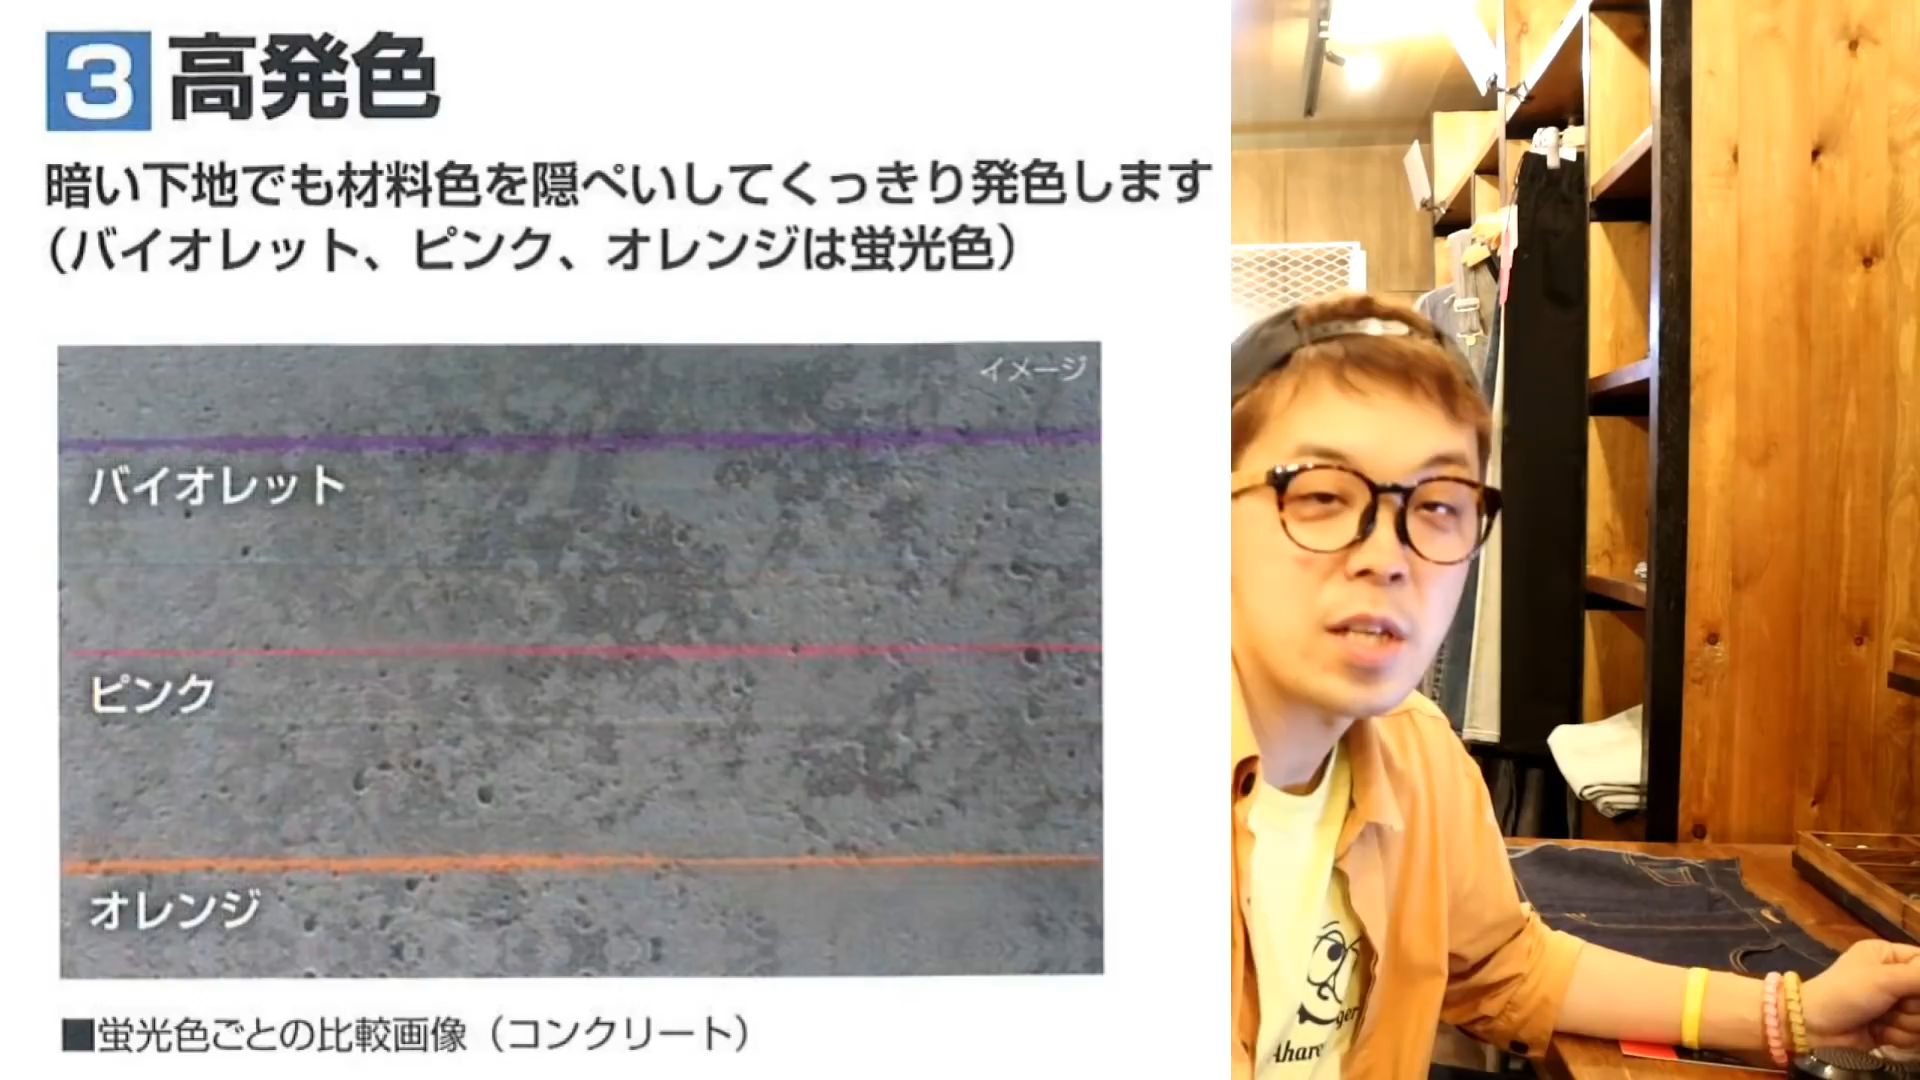 3 高発色
暗い下地でも材料色を隠ぺいしてくっきり発色します
(バイオレット、ピンク、オレンジは蛍光色)
イメージ
バイオレット
ピンク
オレンジ
■蛍光色ごとの比較画像（コンクリート）